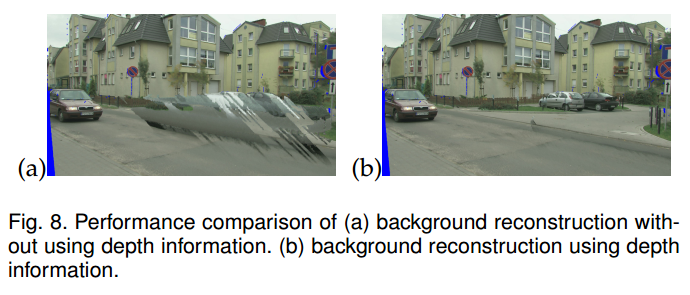 (a)
(b)
Fig. 8. Performance comparison of (a) background reconstruction with-
out using depth information. (b) background reconstruction using depth
information.